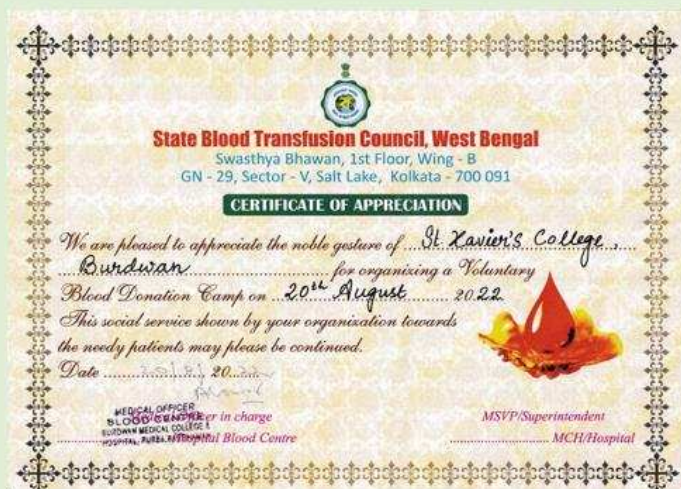 State Blood Transfusion Council, West Bengal
Swasthya Bhawan, 1st Floor, Wing - B
GN - 29, Sector - V, Salt Lake, Kolkata - 700 091
CERTIFICATE OF APPRECIATION
We are pleased to appreciate the noble gesture of St. Xavier's College,
Burdwan for organizing a Voluntary
Blood Donation Camp on 20th August 2022
This social service shown by your organization towards
the needy patients may please be continued.
Date 20
MEDICAL OFFICER
BLOOD CENTRE
BURDWAN MEDICAL COLLEGE &
HOSPITAL, PURBA
Officer in charge
Hospital Blood Centre
MSVP/Superintendent
MCH/Hospital